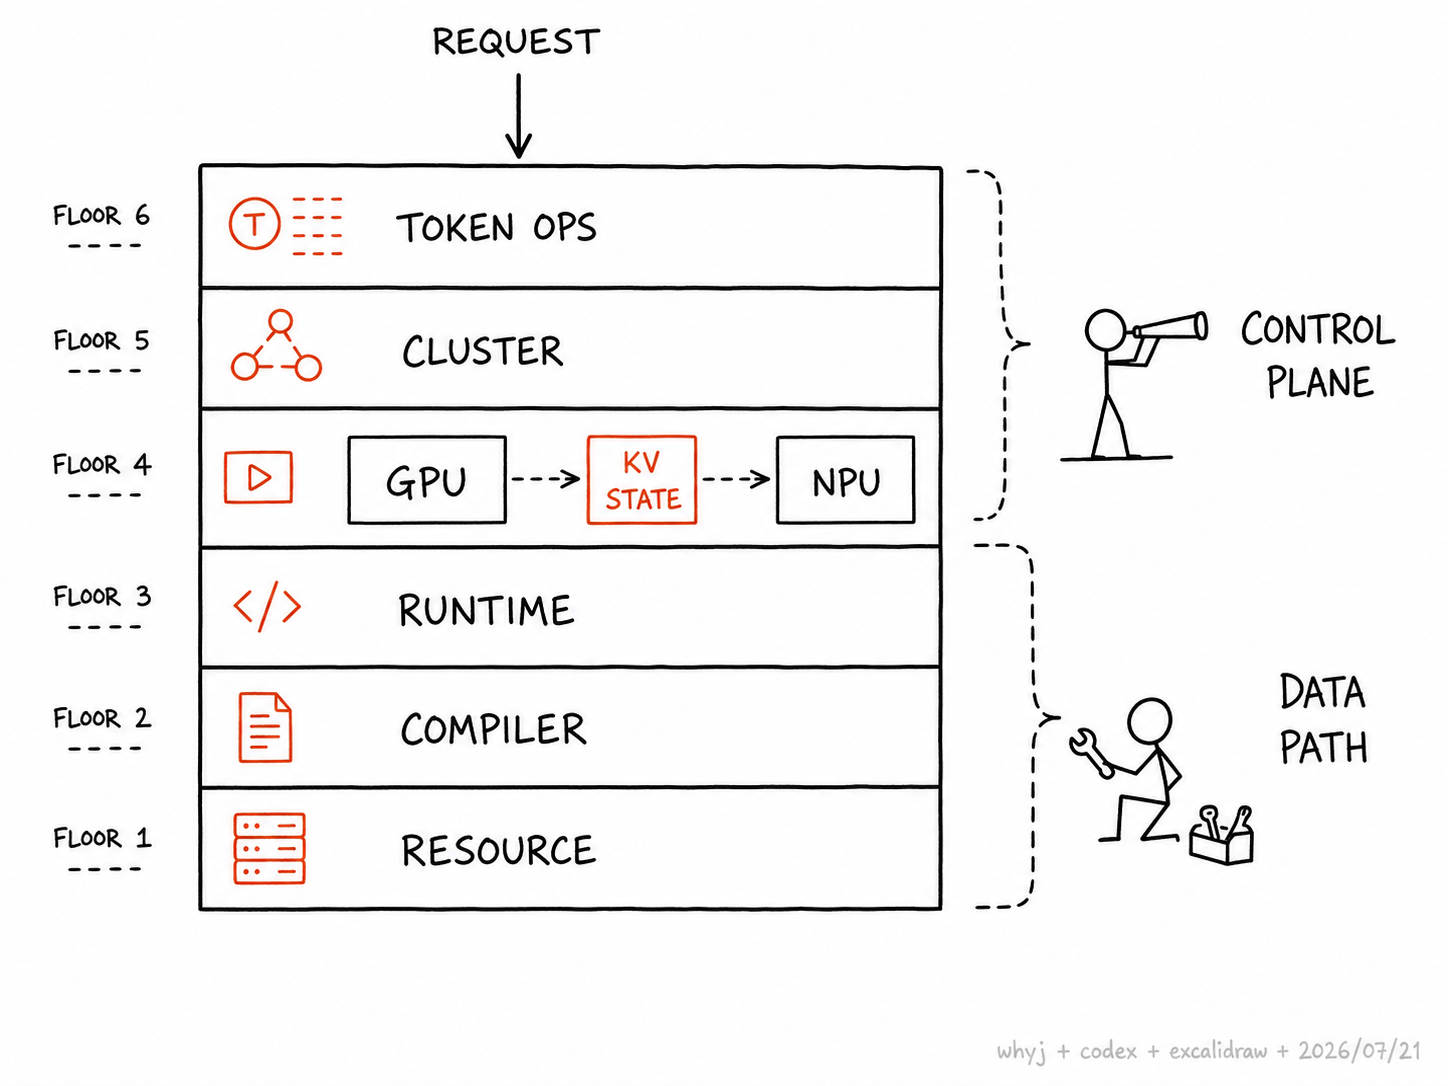 REQUEST
FLOOR 6
T
TOKEN OPS
FLOOR 5
CLUSTER
FLOOR 4
GPU
KV
STATE
NPU
CONTROL
PLANE
FLOOR 3
</>
RUNTIME
FLOOR 2
COMPILER
FLOOR 1
RESOURCE
DATA
PATH
whyj + codex + excalidraw + 2026/07/21